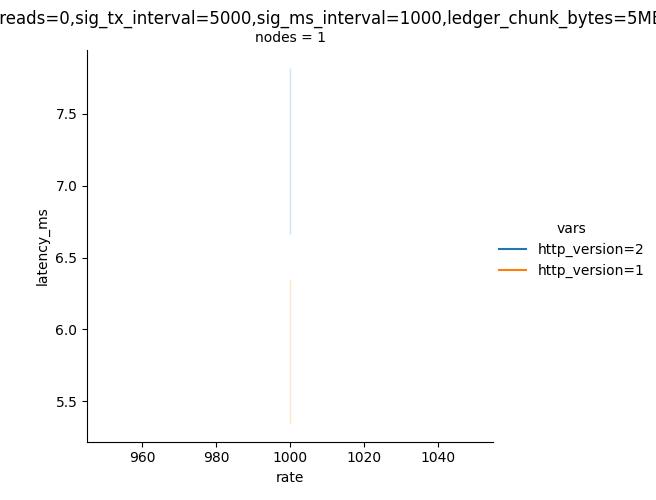 reads=0,sig_tx_interval=5000,sig_ms_interval=1000,ledger_chunk_bytes=5MB
nodes = 1
7.5
7.0
6.5
6.0
5.5
latency_ms
960
980
1000
1020
1040
rate
vars
http_version=2
http_version=1